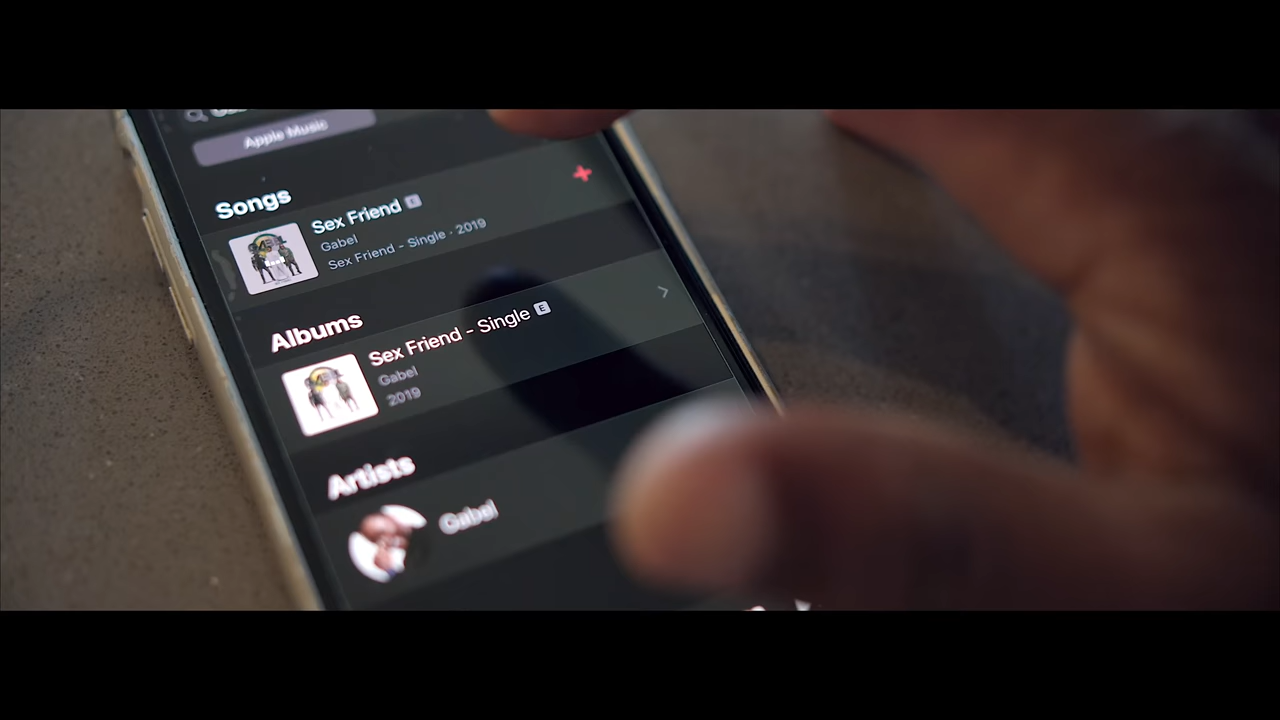 Apple Music
Songs
Sex Friend E
Gabel
Sex Friend - Single · 2019
Albums
Sex Friend - Single E
Gabel
2019
Artists
Gabel